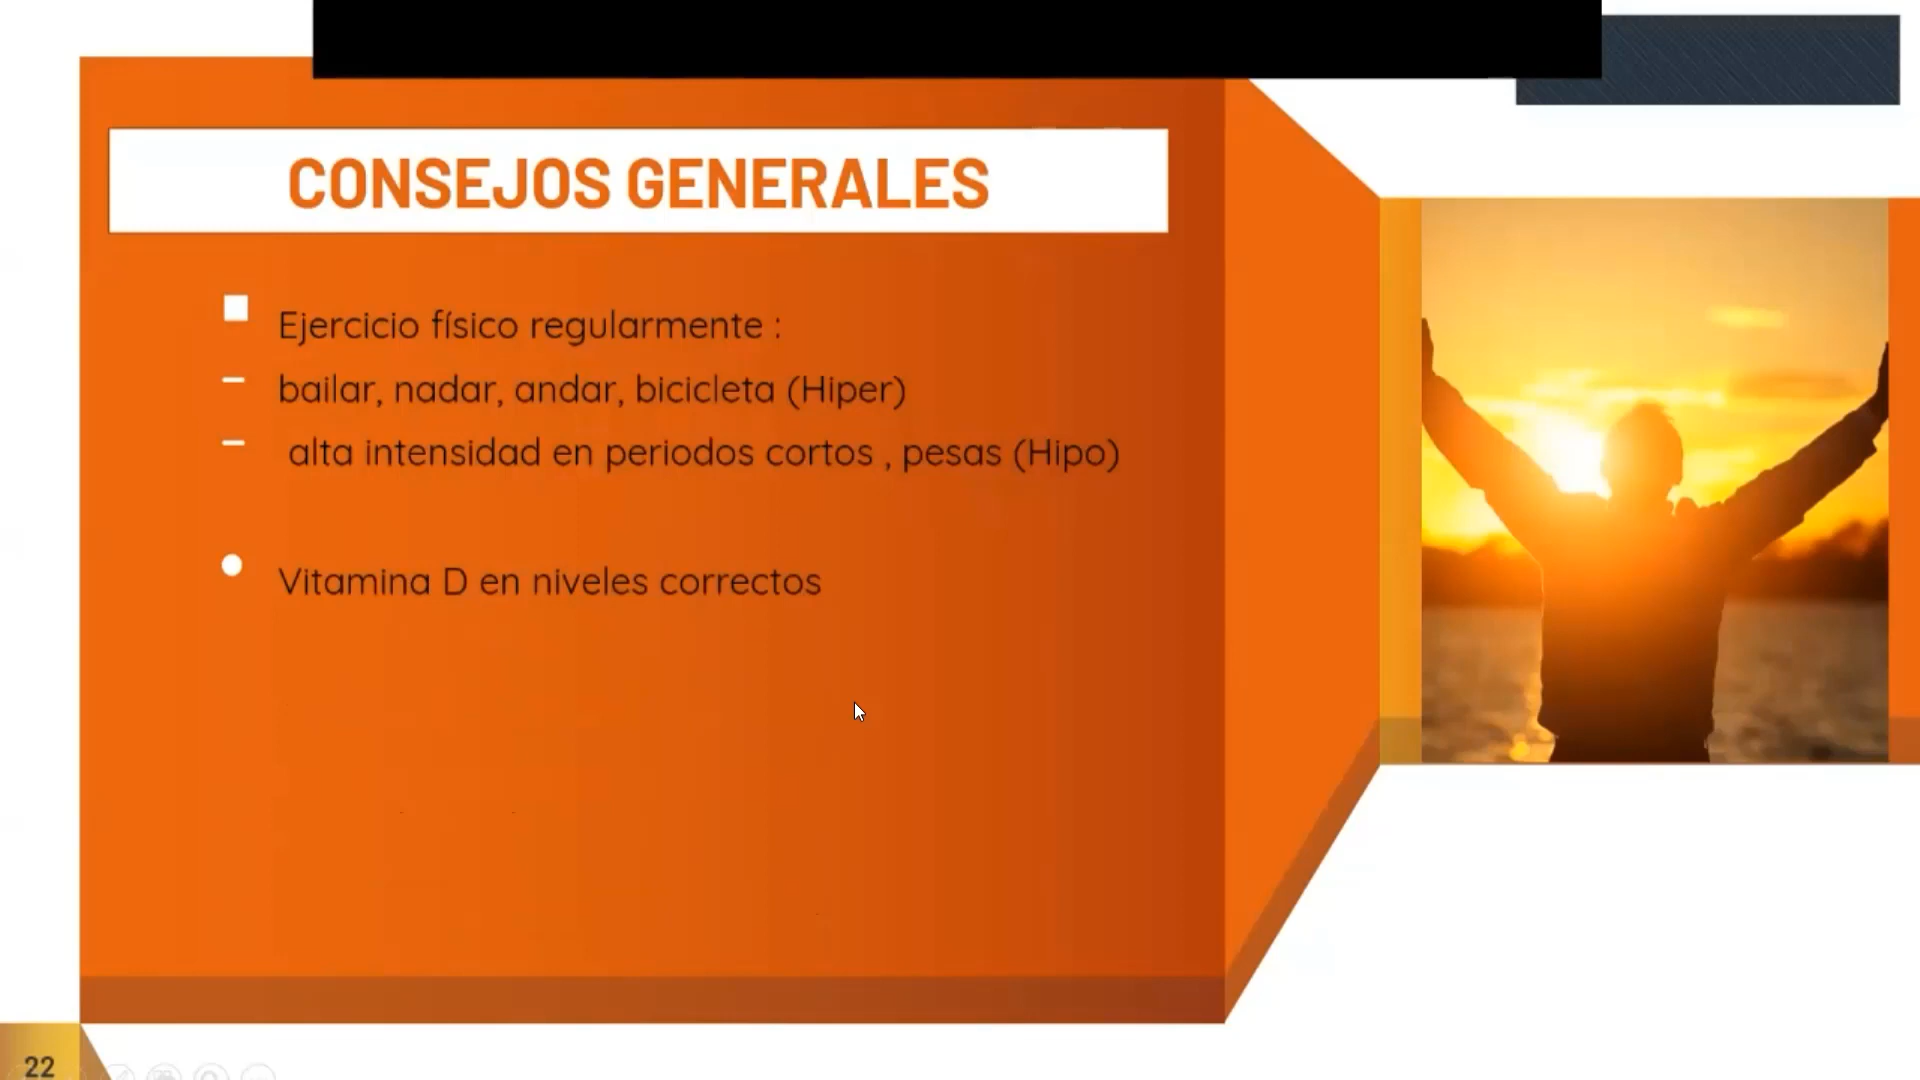 CONSEJOS GENERALES
Ejercicio físico regularmente :
bailar, nadar, andar, bicicleta (Hiper)
alta intensidad en periodos cortos , pesas (Hipo)
Vitamina D en niveles correctos
22